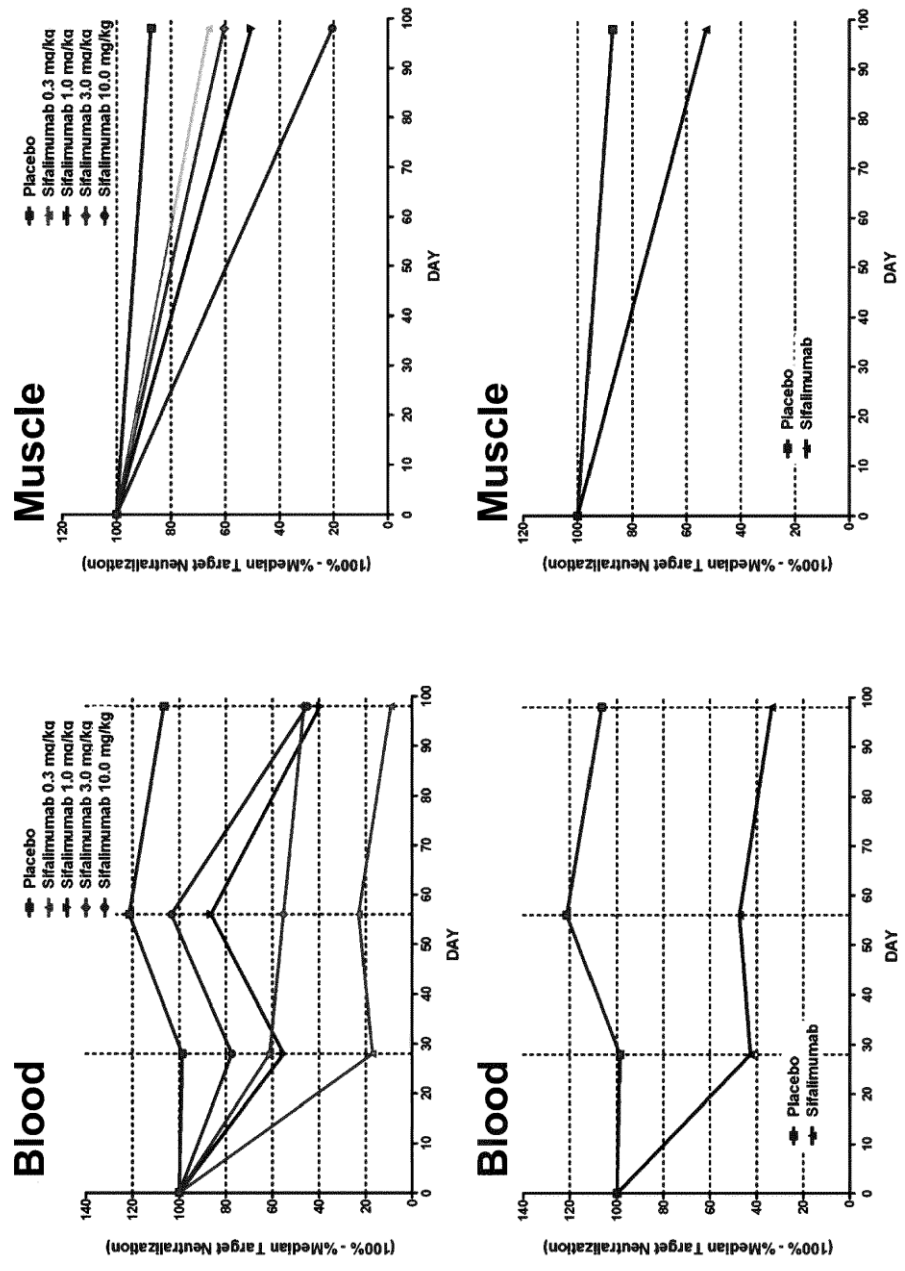 Blood
(100% - %Median Target Neutralization)
140
120
100
80
60
40
20
0
0 10 20 30 40 50 60 70 80 90 100
DAY
Placebo
Sifalimumab 0.3 mg/kg
Sifalimumab 1.0 mg/kg
Sifalimumab 3.0 mg/kg
Sifalimumab 10.0 mg/kg
Muscle
(100% - %Median Target Neutralization)
120
100
80
60
40
20
0
0 10 20 30 40 50 60 70 80 90 100
DAY
Placebo
Sifalimumab 0.3 mg/kg
Sifalimumab 1.0 mg/kg
Sifalimumab 3.0 mg/kg
Sifalimumab 10.0 mg/kg
Blood
(100% - %Median Target Neutralization)
140
120
100
80
60
40
20
0
0 10 20 30 40 50 60 70 80 90 100
DAY
Placebo
Sifalimumab
Muscle
(100% - %Median Target Neutralization)
120
100
80
60
40
20
0
0 10 20 30 40 50 60 70 80 90 100
DAY
Placebo
Sifalimumab